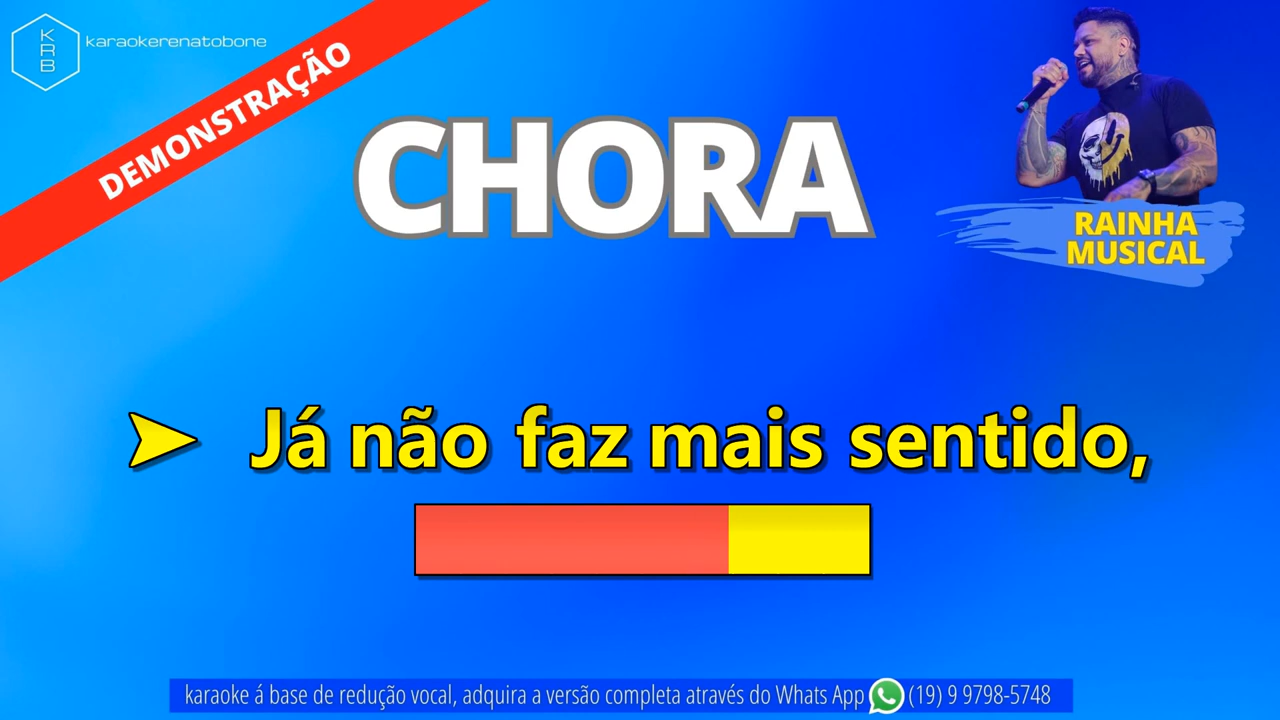 K
R
B
karaokerenatobone
DEMONSTRAÇÃO
CHORA
RAINHA
MUSICAL
Já não faz mais sentido,
karaoke á base de redução vocal, adquira a versão completa através do Whats App (19) 9 9798-5748